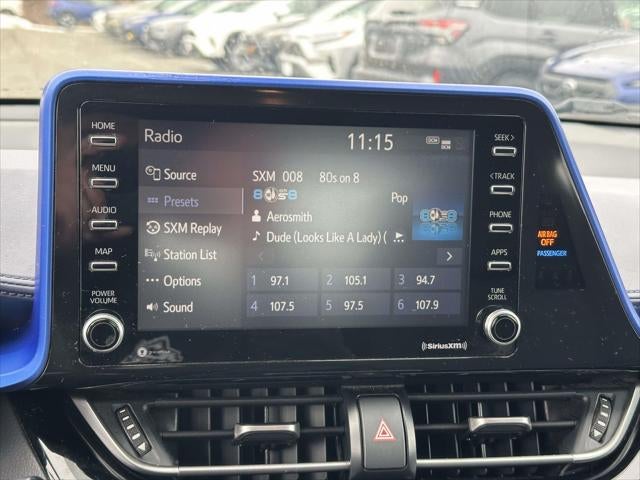 HOME
MENU
AUDIO
MAP
POWER
VOLUME
Radio 11:15
Source
Presets
SXM Replay
Station List
Options
Sound
SXM 008 80s on 8
Pop
Aerosmith
Dude (Looks Like A Lady) (
1 97.1 2 105.1 3 94.7
4 107.5 5 97.5 6 107.9
SiriusXM
SEEK>
<TRACK
PHONE
APPS
TUNE
SCROLL
AIRBAG
OFF
PASSENGER